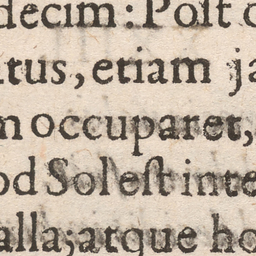 decim: Poſt
tus, etiam ja
m occuparet,
od Sol eſt inte
alla; atque ho